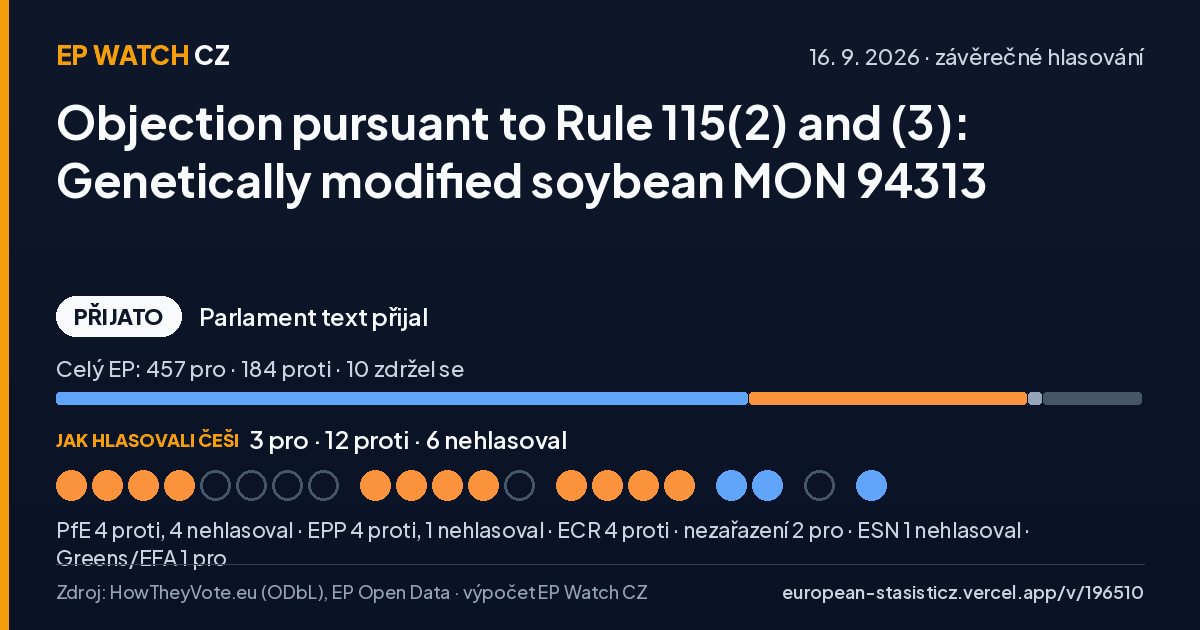 EP WATCH CZ
16. 9. 2026 · závěrečné hlasování
Objection pursuant to Rule 115(2) and (3):
Genetically modified soybean MON 94313
PŘIJATO Parlament text přijal
Celý EP: 457 pro · 184 proti · 10 zdržel se
JAK HLASOVALI ČEŠI 3 pro · 12 proti · 6 nehlasoval
PfE 4 proti, 4 nehlasoval · EPP 4 proti, 1 nehlasoval · ECR 4 proti · nezařazení 2 pro · ESN 1 nehlasoval ·
Greens/EFA 1 pro
Zdroj: HowTheyVote.eu (ODbL), EP Open Data · výpočet EP Watch CZ
european-stasisticz.vercel.app/v/196510